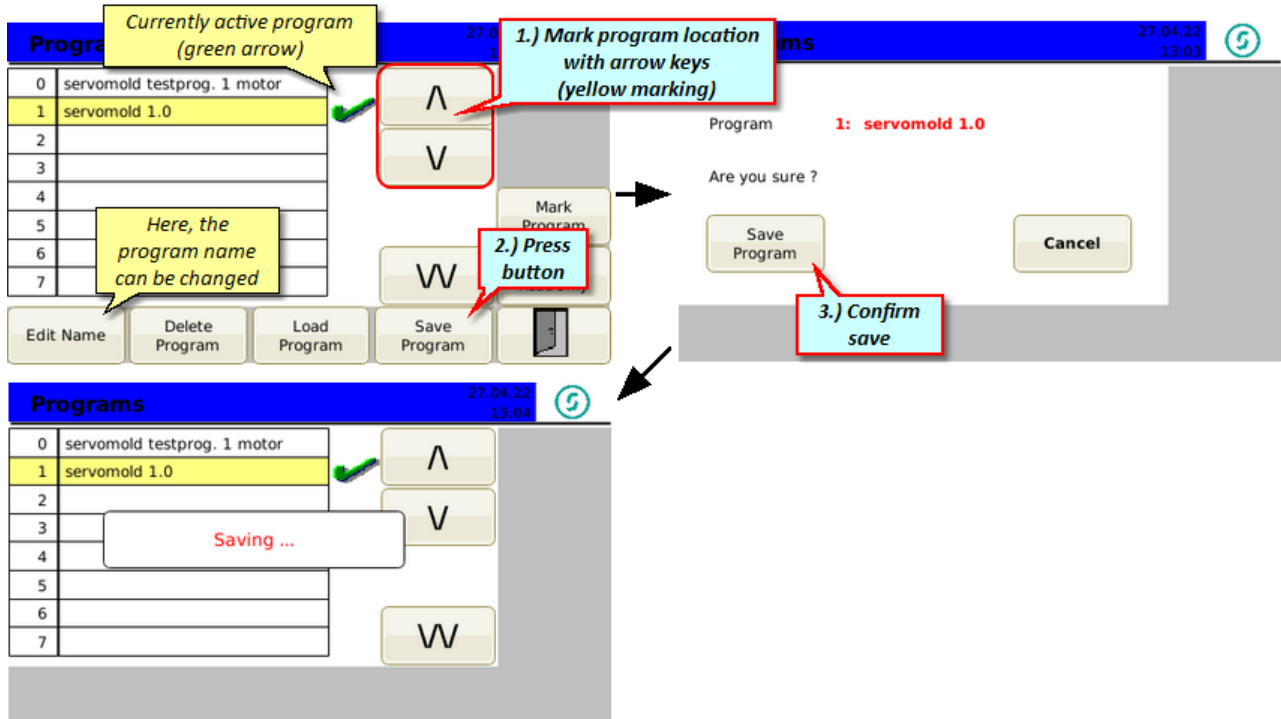 Currently active program
(green arrow)
1.) Mark program location
with arrow keys
(yellow marking)
0 servomold testprog. 1 motor
1 servomold 1.0
2
3
4
5
6
7
/\
\/
\/\/
Here, the
program name
can be changed
Mark
Program
2.) Press
button
Edit Name
Delete
Program
Load
Program
Save
Program
27.04.22
13:03
Program 1: servomold 1.0
Are you sure ?
Save
Program
Cancel
3.) Confirm
save
Programs
27.04.22
13:04
0 servomold testprog. 1 motor
1 servomold 1.0
2
3
4
5
6
7
/\
\/
\/\/
Saving ...